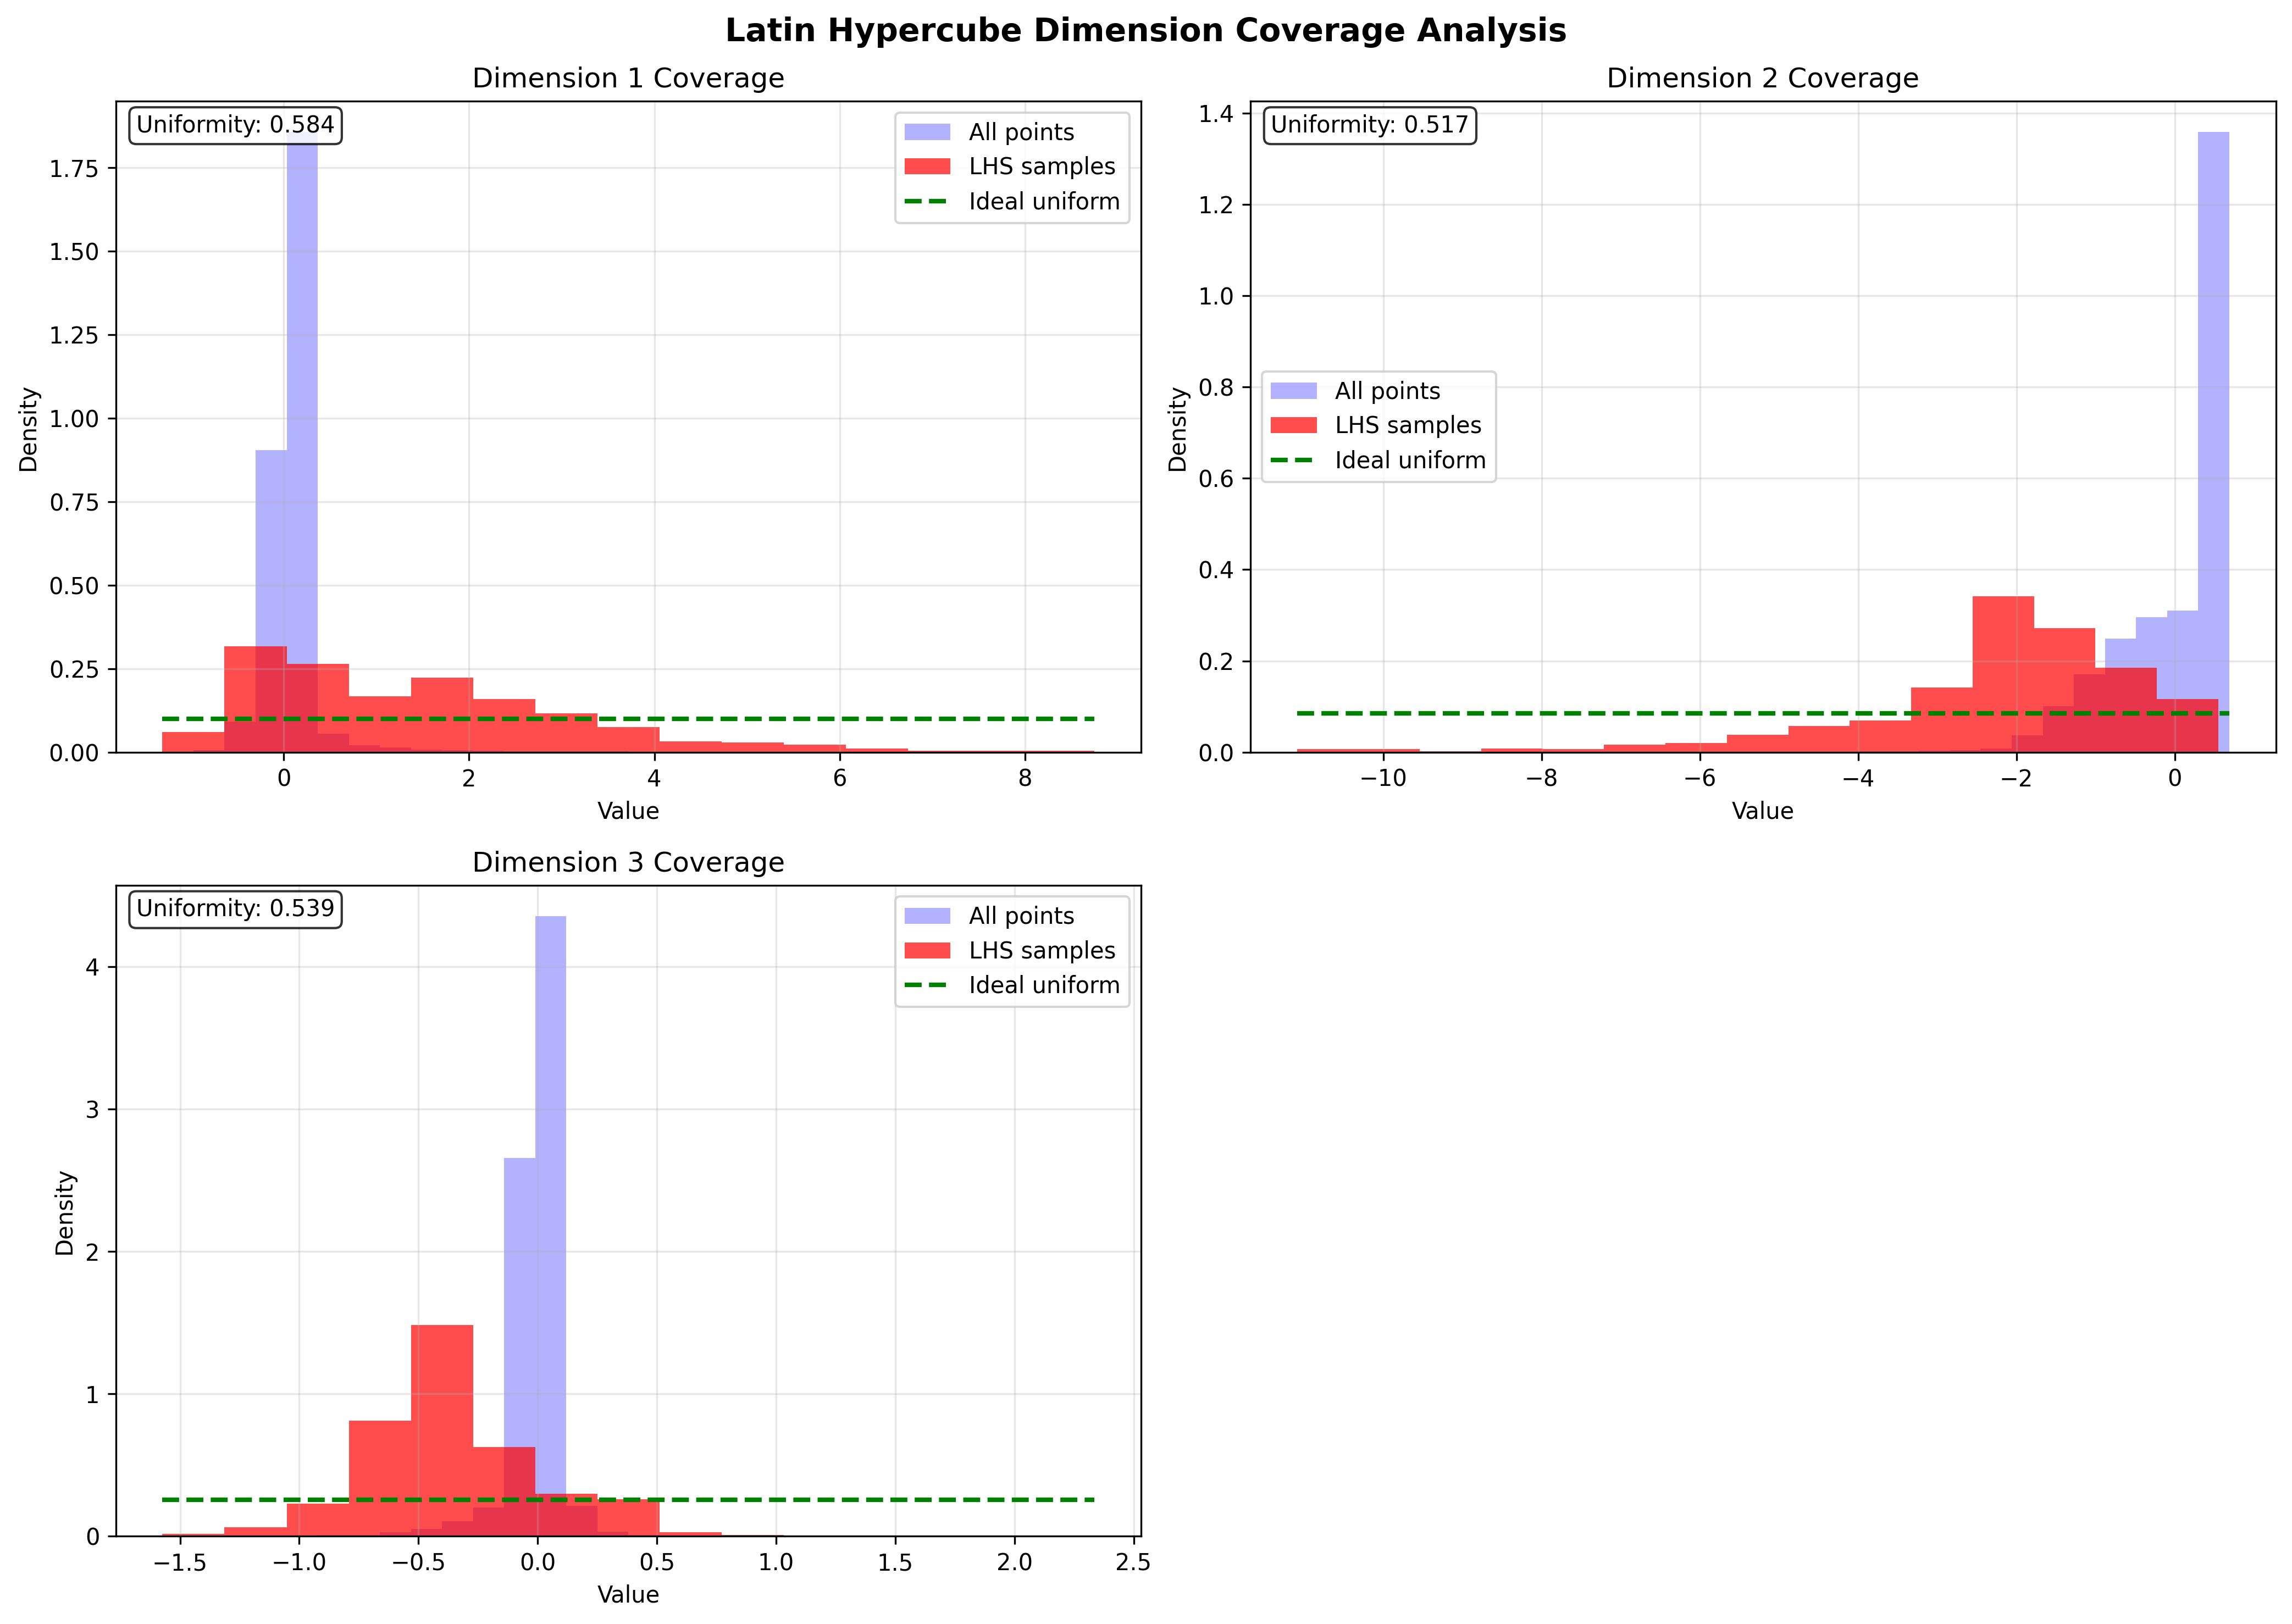 Latin Hypercube Dimension Coverage Analysis
Dimension 1 Coverage
Uniformity: 0.584
All points
LHS samples
Ideal uniform
1.75
1.50
1.25
1.00
0.75
0.50
0.25
0.00
Density
0 2 4 6 8
Value
Dimension 2 Coverage
Uniformity: 0.517
All points
LHS samples
Ideal uniform
1.4
1.2
1.0
0.8
0.6
0.4
0.2
0.0
Density
−10 −8 −6 −4 −2 0
Value
Dimension 3 Coverage
Uniformity: 0.539
All points
LHS samples
Ideal uniform
4
3
2
1
0
Density
−1.5 −1.0 −0.5 0.0 0.5 1.0 1.5 2.0 2.5
Value